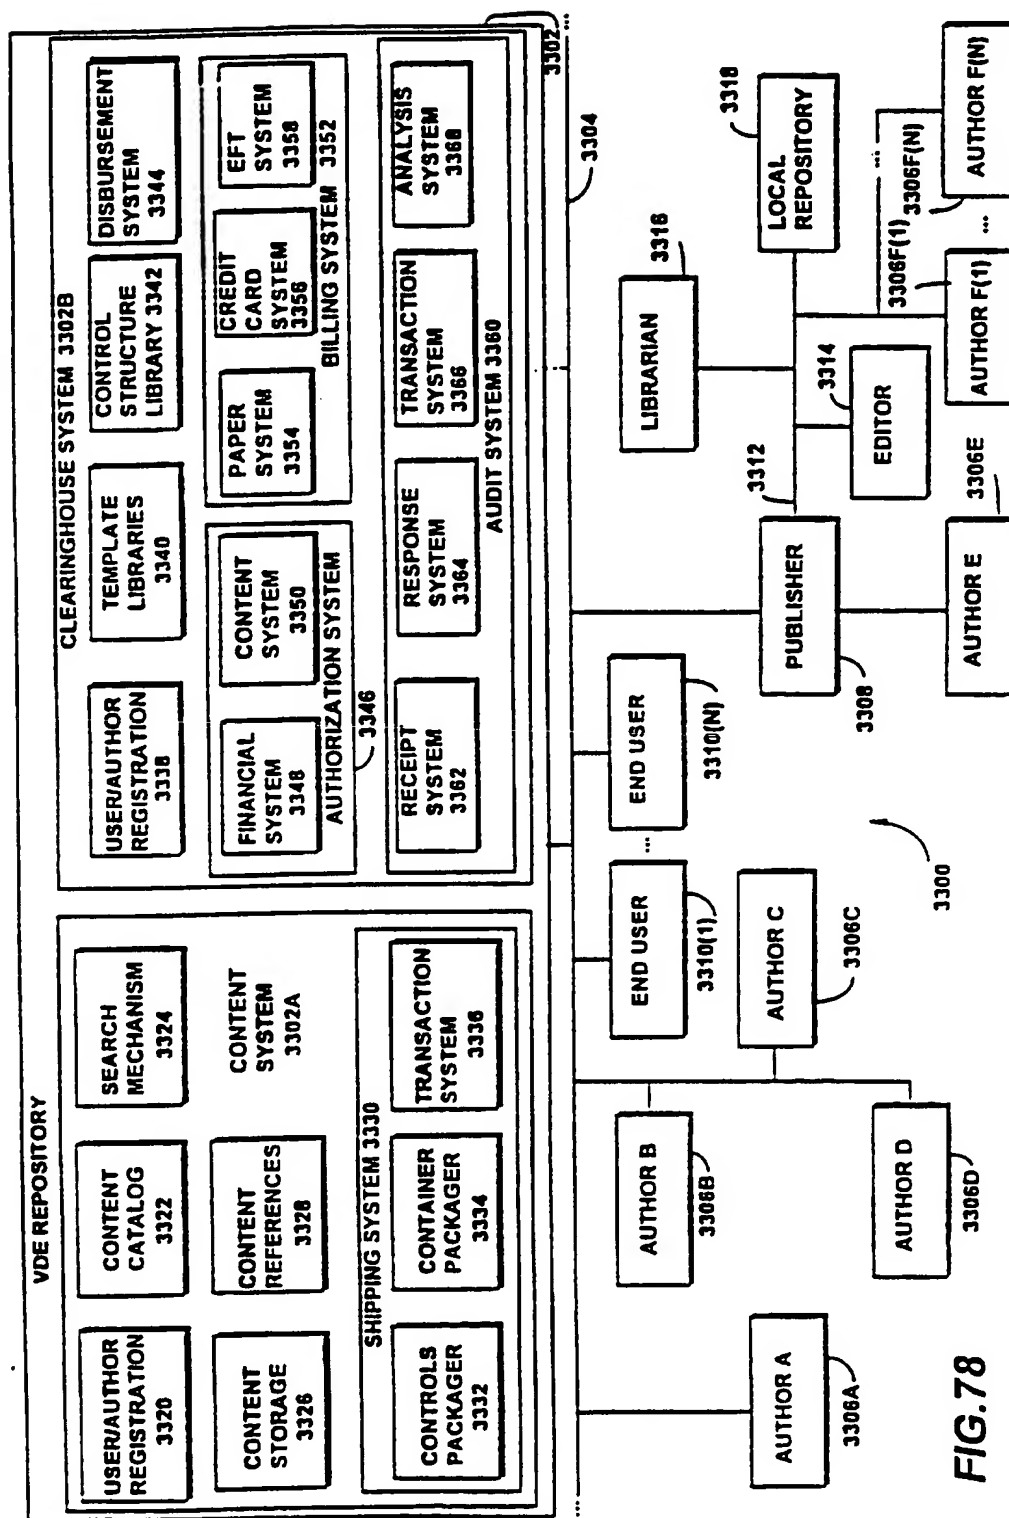 VDE REPOSITORY
USER/AUTHOR
REGISTRATION
3320
CONTENT
CATALOG
3322
SEARCH
MECHANISM
3324
CONTENT
STORAGE
3326
CONTENT
REFERENCES
3328
CONTENT
SYSTEM
3302A
SHIPPING SYSTEM 3330
CONTROLS
PACKAGER
3332
CONTAINER
PACKAGER
3334
TRANSACTION
SYSTEM
3336
CLEARINGHOUSE SYSTEM 3302B
USER/AUTHOR
REGISTRATION
3338
TEMPLATE
LIBRARIES
3340
CONTROL
STRUCTURE
LIBRARY 3342
DISBURSEMENT
SYSTEM
3344
FINANCIAL
SYSTEM
3348
CONTENT
SYSTEM
3350
AUTHORIZATION SYSTEM
3346
PAPER
SYSTEM
3354
CREDIT
CARD
SYSTEM
3356
EFT
SYSTEM
3358
BILLING SYSTEM 3352
RECEIPT
SYSTEM
3362
RESPONSE
SYSTEM
3364
TRANSACTION
SYSTEM
3366
ANALYSIS
SYSTEM
3368
AUDIT SYSTEM 3360
3302
...
...
3304
AUTHOR A
3306A
AUTHOR B
3306B
AUTHOR C
3306C
AUTHOR D
3306D
END USER
3310(1)
...
END USER
3310(N)
PUBLISHER
3308
3312
AUTHOR E
3306E
LIBRARIAN
3316
EDITOR
3314
LOCAL
REPOSITORY
3318
...
3306F(1)
3306F(N)
AUTHOR F(1)
...
AUTHOR F(N)
3300
FIG.78